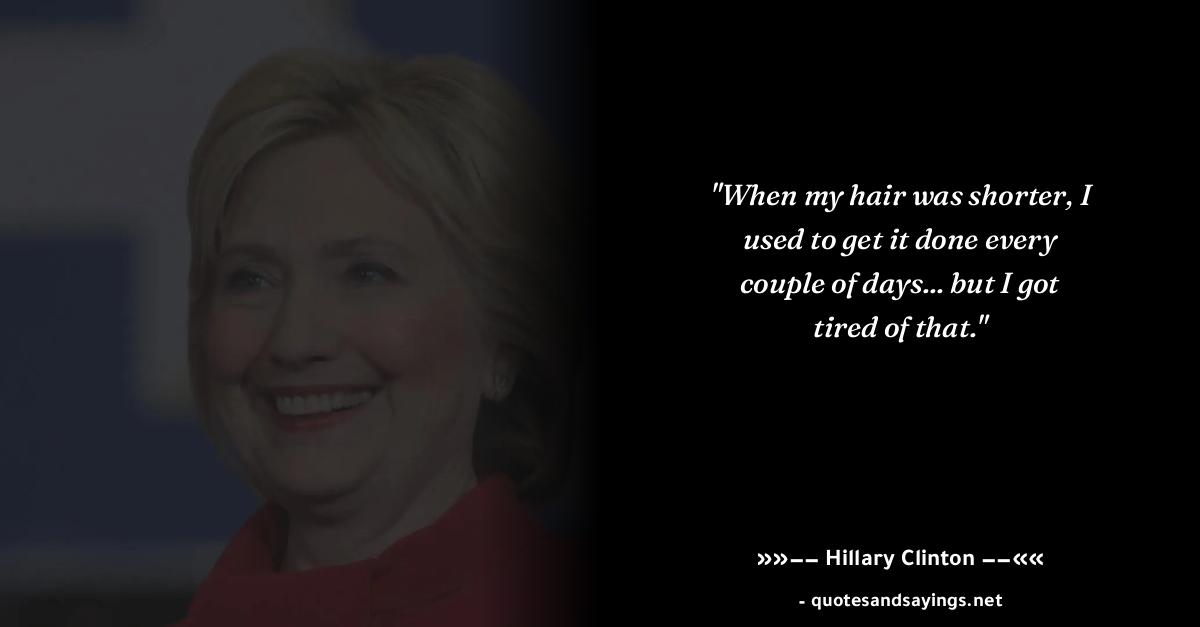 "When my hair was shorter, I
used to get it done every
couple of days... but I got
tired of that."
»»—— Hillary Clinton ——««
- quotesandsayings.net